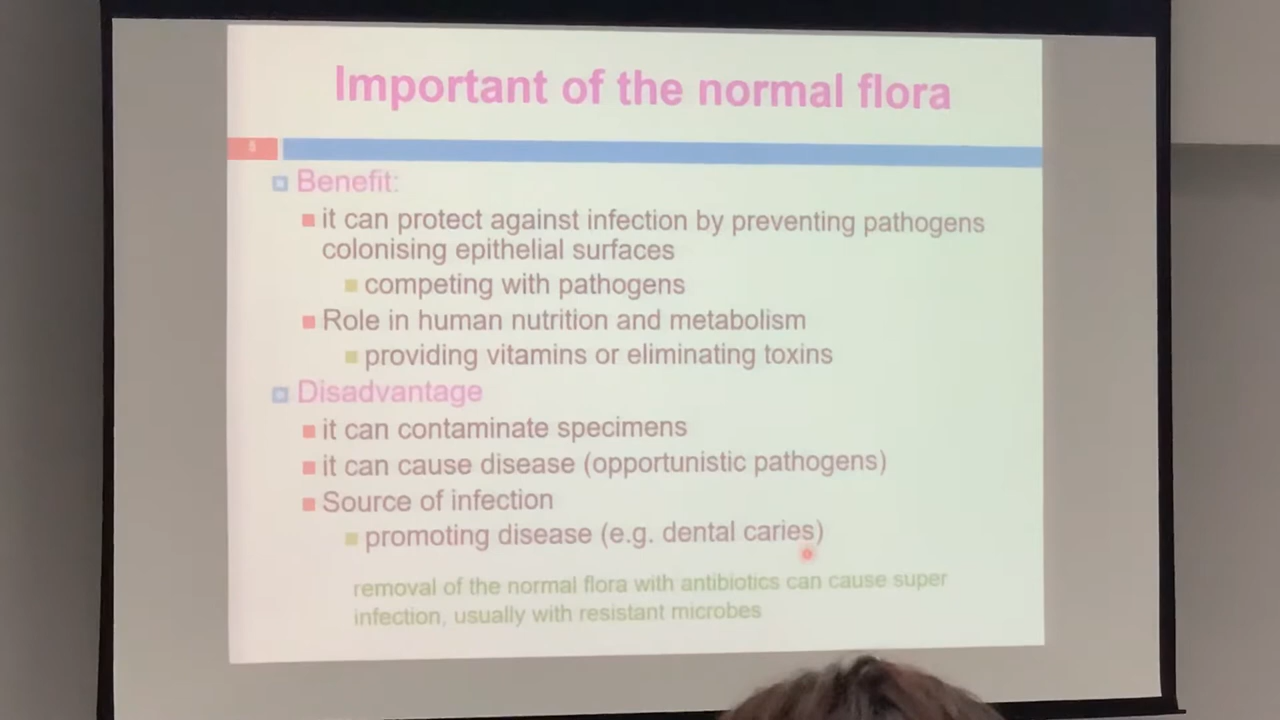 Important of the normal flora
Benefit:
it can protect against infection by preventing pathogens
colonising epithelial surfaces
competing with pathogens
Role in human nutrition and metabolism
providing vitamins or eliminating toxins
Disadvantage
it can contaminate specimens
it can cause disease (opportunistic pathogens)
Source of infection
promoting disease (e.g. dental caries)
removal of the normal flora with antibiotics can cause super
infection, usually with resistant microbes